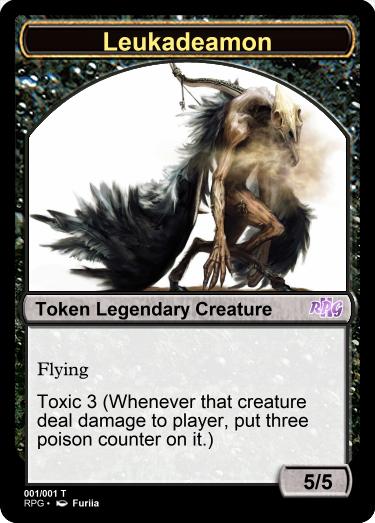 Leukadeamon
Token Legendary Creature
RPG
Flying
Toxic 3 (Whenever that creature
deal damage to player, put three
poison counter on it.)
5/5
001/001 T
RPG • Furiia